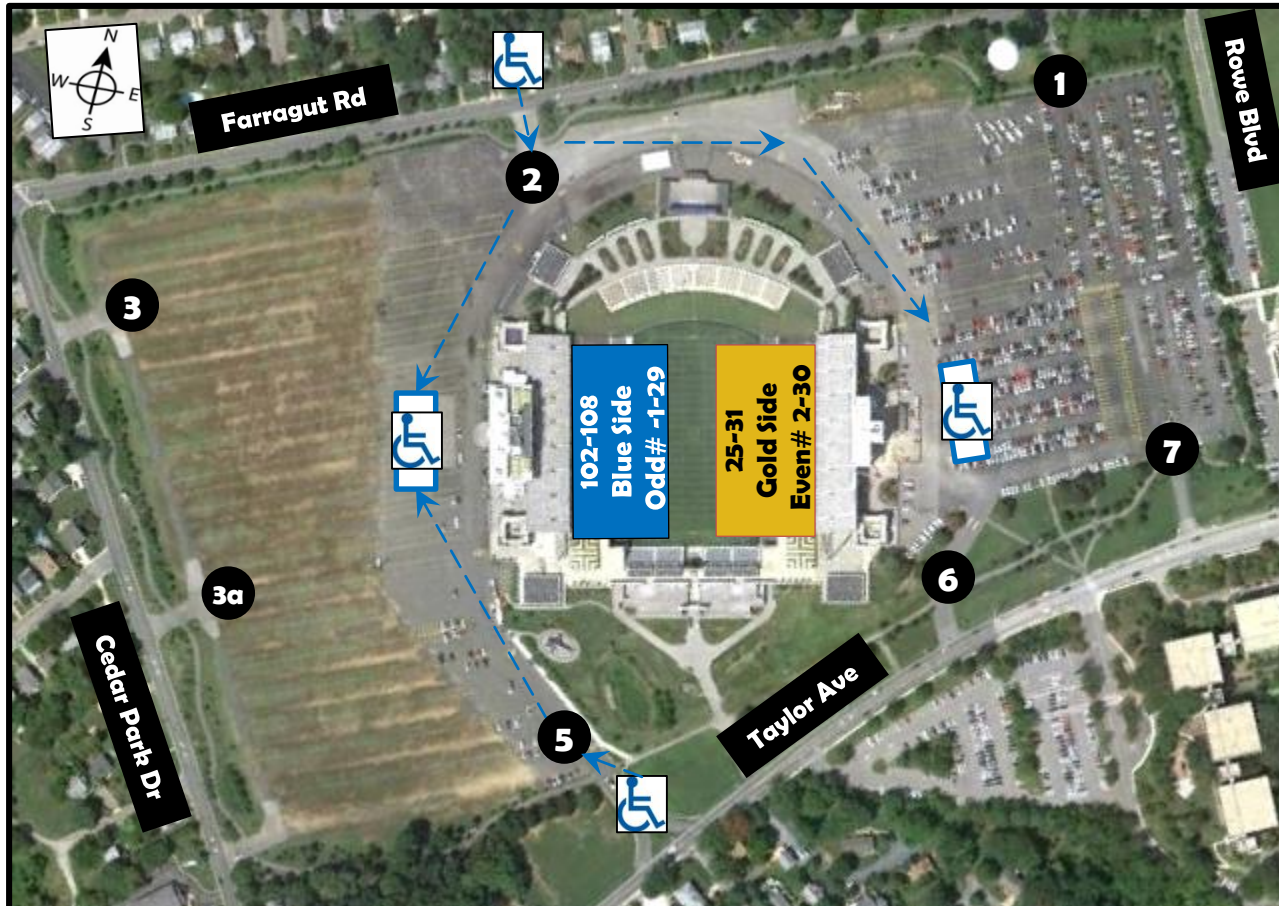 N
W
E
S
Farragut Rd
Rowe Blvd
1
2
3
3a
102-108
Blue Side
Odd# -1-29
25-31
Gold Side
Even# 2-30
7
6
5
Cedar Park Dr
Taylor Ave